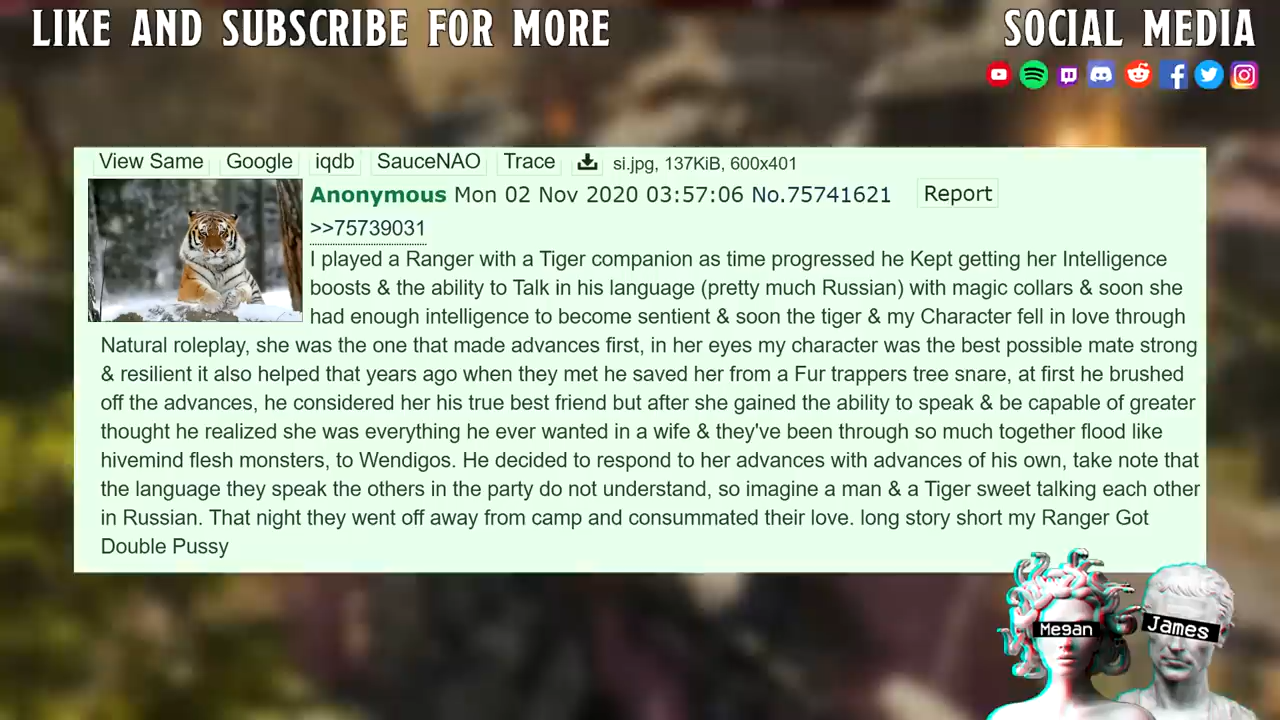 LIKE AND SUBSCRIBE FOR MORE
SOCIAL MEDIA
View Same Google iqdb SauceNAO Trace si.jpg, 137KiB, 600x401
Anonymous Mon 02 Nov 2020 03:57:06 No.75741621 Report
>>75739031
I played a Ranger with a Tiger companion as time progressed he Kept getting her Intelligence
boosts & the ability to Talk in his language (pretty much Russian) with magic collars & soon she
had enough intelligence to become sentient & soon the tiger & my Character fell in love through
Natural roleplay, she was the one that made advances first, in her eyes my character was the best possible mate strong
& resilient it also helped that years ago when they met he saved her from a Fur trappers tree snare, at first he brushed
off the advances, he considered her his true best friend but after she gained the ability to speak & be capable of greater
thought he realized she was everything he ever wanted in a wife & they've been through so much together flood like
hivemind flesh monsters, to Wendigos. He decided to respond to her advances with advances of his own, take note that
the language they speak the others in the party do not understand, so imagine a man & a Tiger sweet talking each other
in Russian. That night they went off away from camp and consummated their love. long story short my Ranger Got
Double Pussy
Megan
James